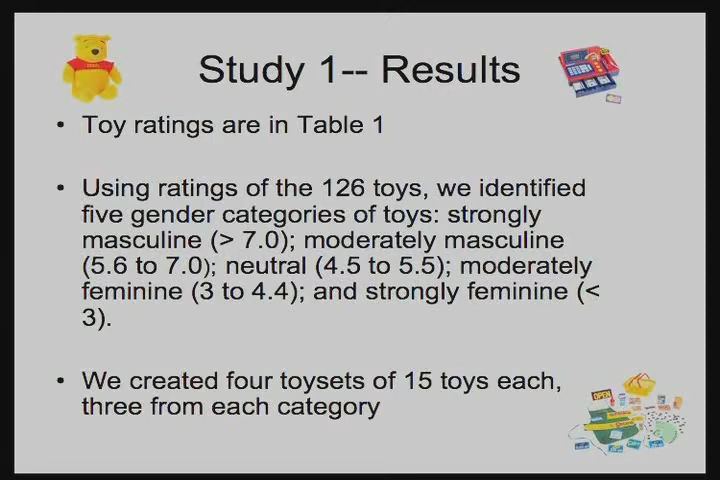 Study 1-- Results
• Toy ratings are in Table 1
• Using ratings of the 126 toys, we identified
five gender categories of toys: strongly
masculine (> 7.0); moderately masculine
(5.6 to 7.0); neutral (4.5 to 5.5); moderately
feminine (3 to 4.4); and strongly feminine (<
3).
• We created four toysets of 15 toys each,
three from each category
OPEN